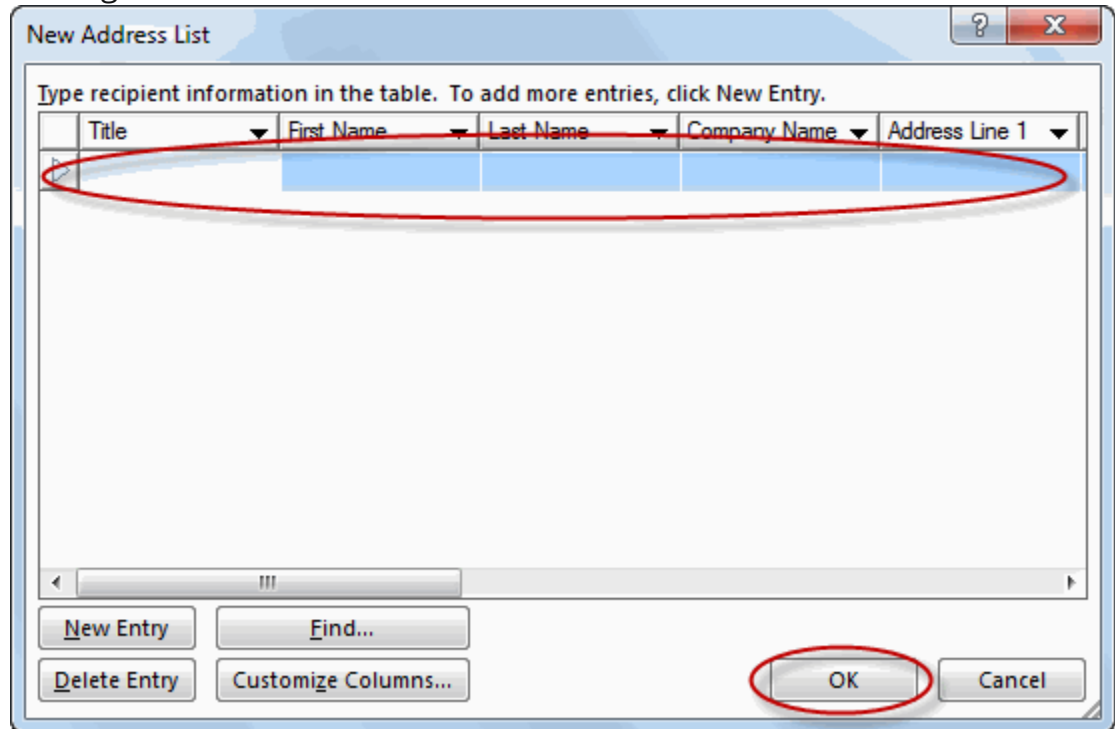 New Address List
Type recipient information in the table. To add more entries, click New Entry.
Title First Name Last Name Company Name Address Line 1
New Entry Find...
Delete Entry Customize Columns... OK Cancel